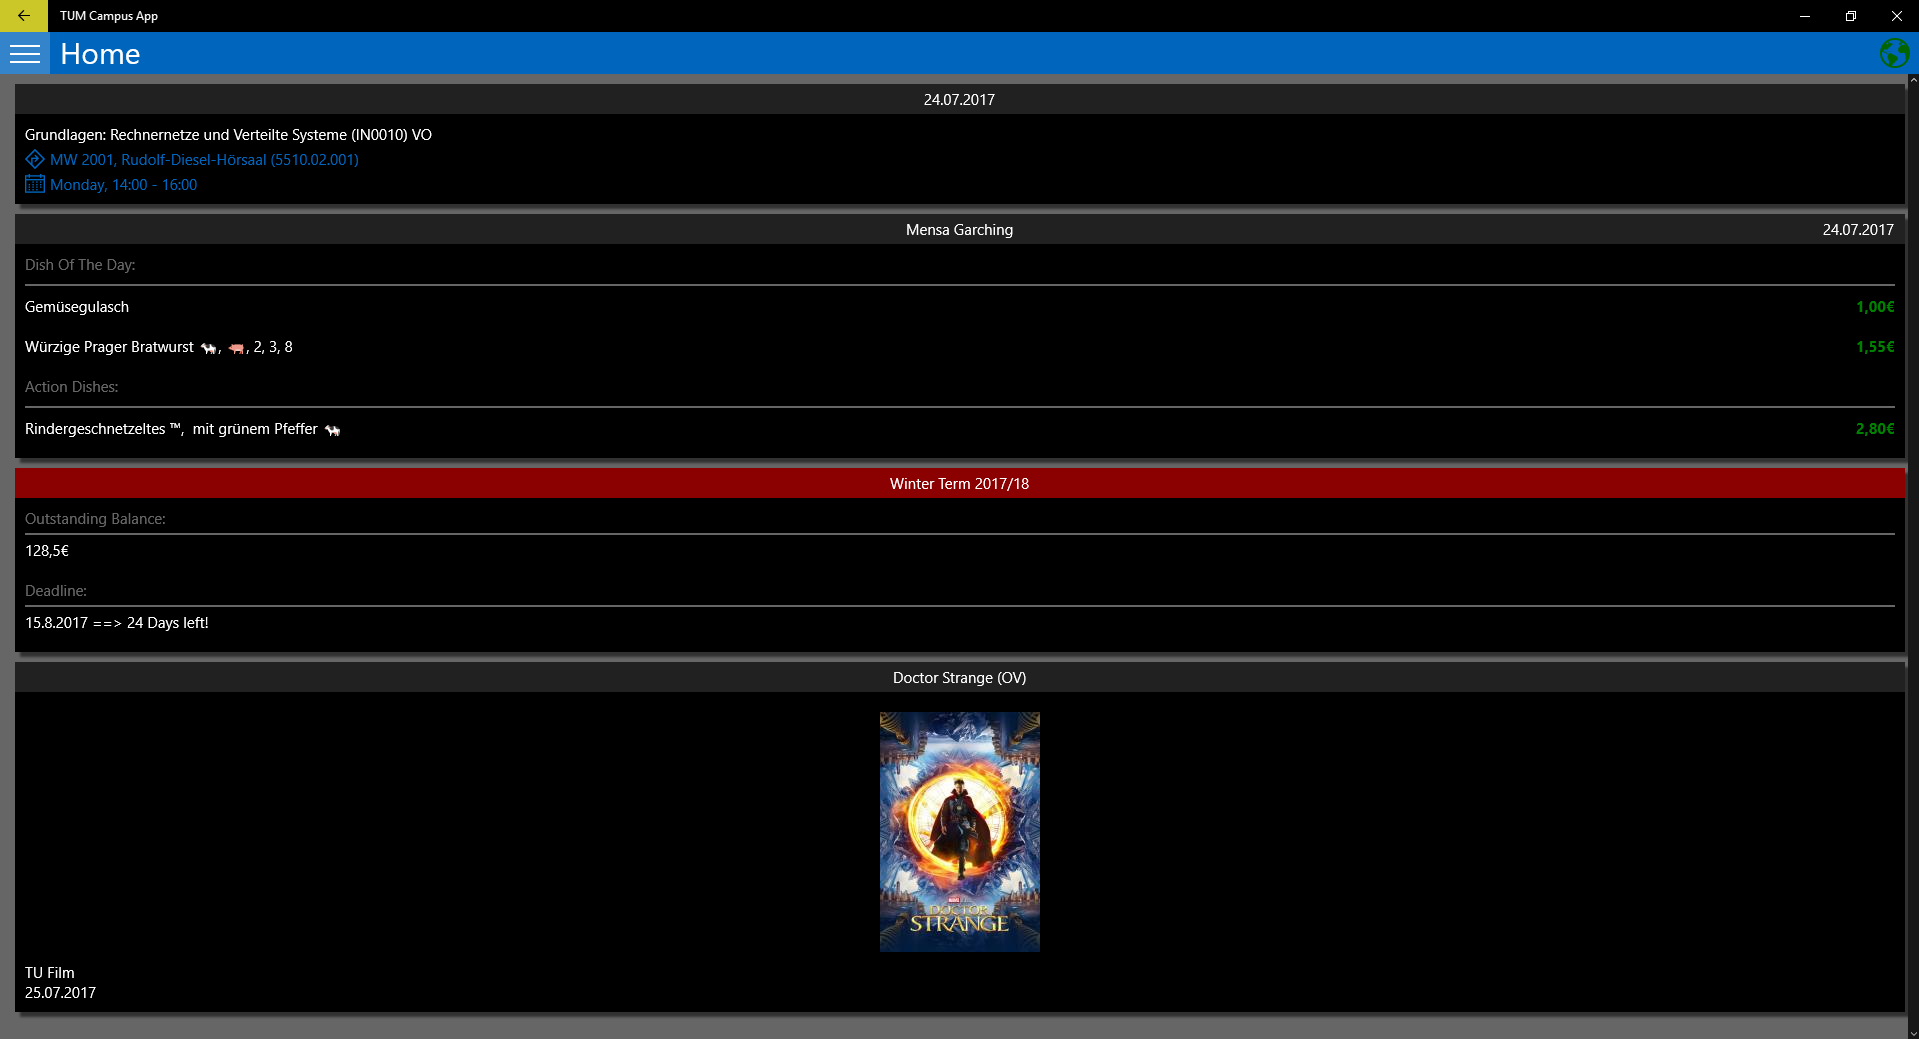 TUM Campus App
Home
24.07.2017
Grundlagen: Rechnernetze und Verteilte Systeme (IN0010) VO
MW 2001, Rudolf-Diesel-Hörsaal (5510.02.001)
Monday, 14:00 - 16:00
Mensa Garching 24.07.2017
Dish Of The Day:
Gemüsegulasch 1,00€
Würzige Prager Bratwurst 🐄, 🐖, 2, 3, 8 1,55€
Action Dishes:
Rindergeschnetzeltes ™, mit grünem Pfeffer 🐄 2,80€
Winter Term 2017/18
Outstanding Balance:
128,5€
Deadline:
15.8.2017 ==> 24 Days left!
Doctor Strange (OV)
MARVEL
DOCTOR
STRANGE
TU Film
25.07.2017